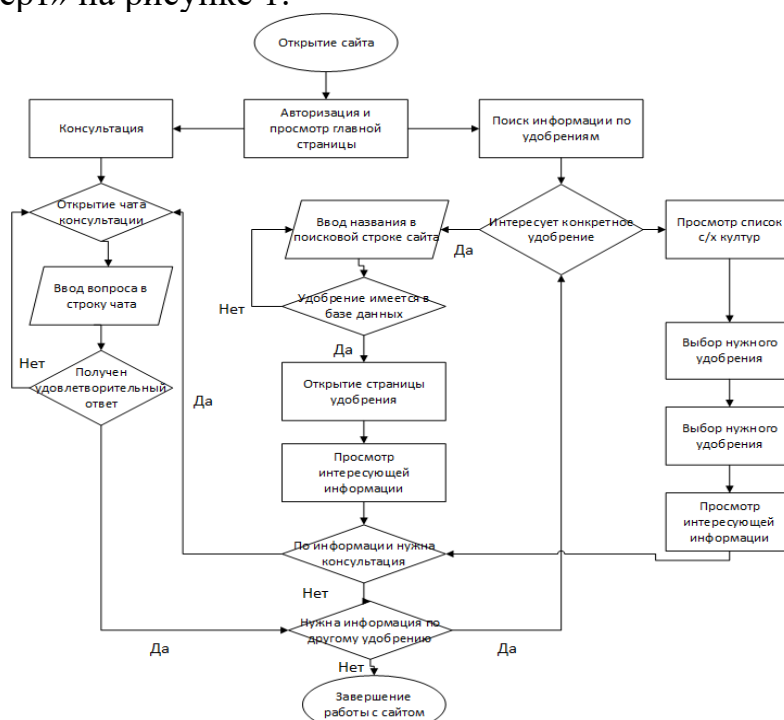 ерт» на рисунке 1.
Открытие сайта
Консультация
Авторизация и
просмотр главной
страницы
Поиск информации по
удобрениям
Открытие чата
консультации
Ввод названия в
поисковой строке сайта
Интересует конкретное
удобрение
Просмотр список
с/х култур
Да
Ввод вопроса в
строку чата
Удобрение имеется в
базе данных
Нет
Да
Выбор нужного
удобрения
Нет
Получен
удовлетворительный
ответ
Открытие страницы
удобрения
Да
Выбор нужного
удобрения
Просмотр
интересующей
информации
Просмотр
интересующей
информации
По информации нужна
консультация
Нет
Нужна информация по
другому удобрению
Да
Да
Нет
Завершение
работы с сайтом